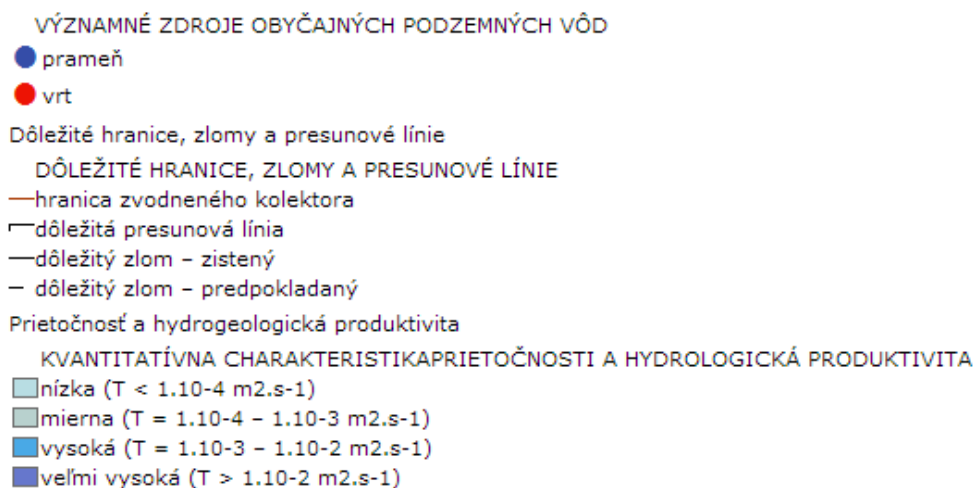 VÝZNAMNÉ ZDROJE OBYČAJNÝCH PODZEMNÝCH VÔD
prameň
vrt
Dôležité hranice, zlomy a presunové línie
DÔLEŽITÉ HRANICE, ZLOMY A PRESUNOVÉ LÍNIE
hranica zvodneného kolektora
dôležitá presunová línia
dôležitý zlom – zistený
dôležitý zlom – predpokladaný
Prietočnosť a hydrogeologická produktivita
KVANTITATÍVNA CHARAKTERISTIKAPRIETOČNOSTI A HYDROLOGICKÁ PRODUKTIVITA
nízka (T < 1.10-4 m2.s-1)
mierna (T = 1.10-4 – 1.10-3 m2.s-1)
vysoká (T = 1.10-3 – 1.10-2 m2.s-1)
veľmi vysoká (T > 1.10-2 m2.s-1)